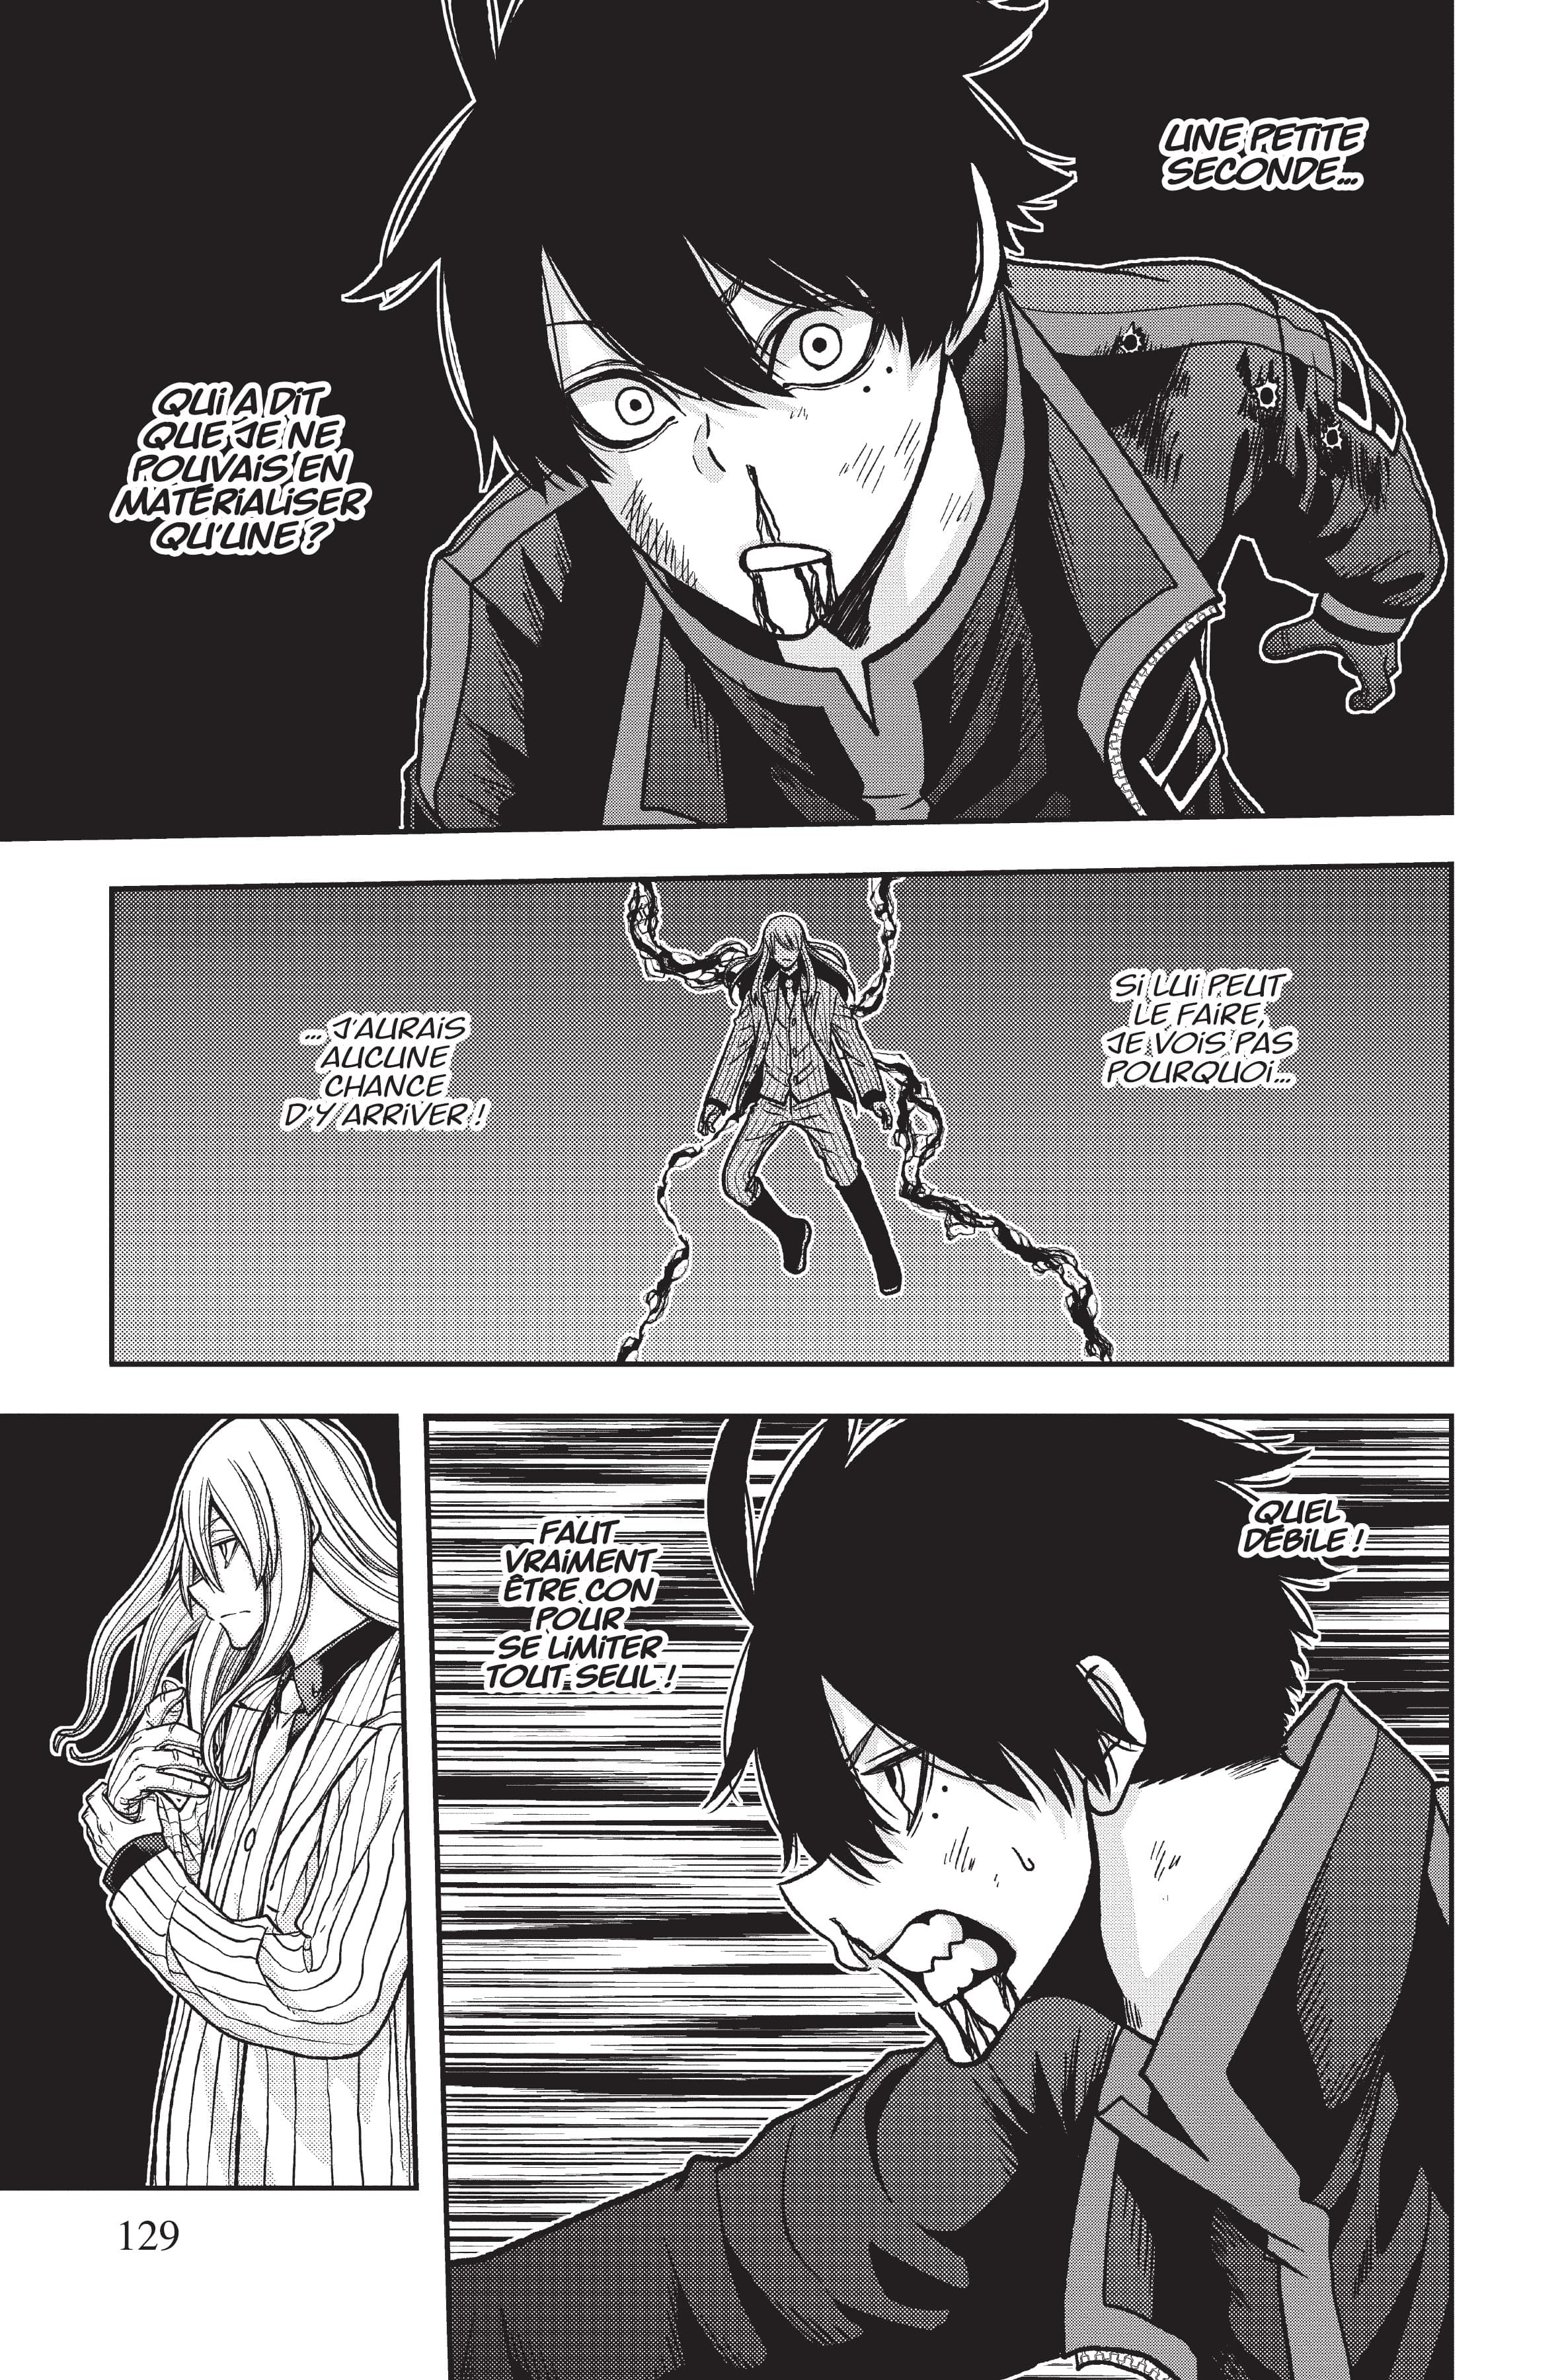 UNE PETITE
SECONDE...
QUI A DIT
QUE JE NE
POUVAIS EN
MATÉRIALISER
QU'UNE ?
SI LUI PEUT
LE FAIRE,
JE VOIS PAS
POURQUOI...
... J'AURAIS
AUCUNE
CHANCE
D'Y ARRIVER !
QUEL
DÉBILE !
FAUT
VRAIMENT
ÊTRE CON
POUR
SE LIMITER
TOUT SEUL !
129